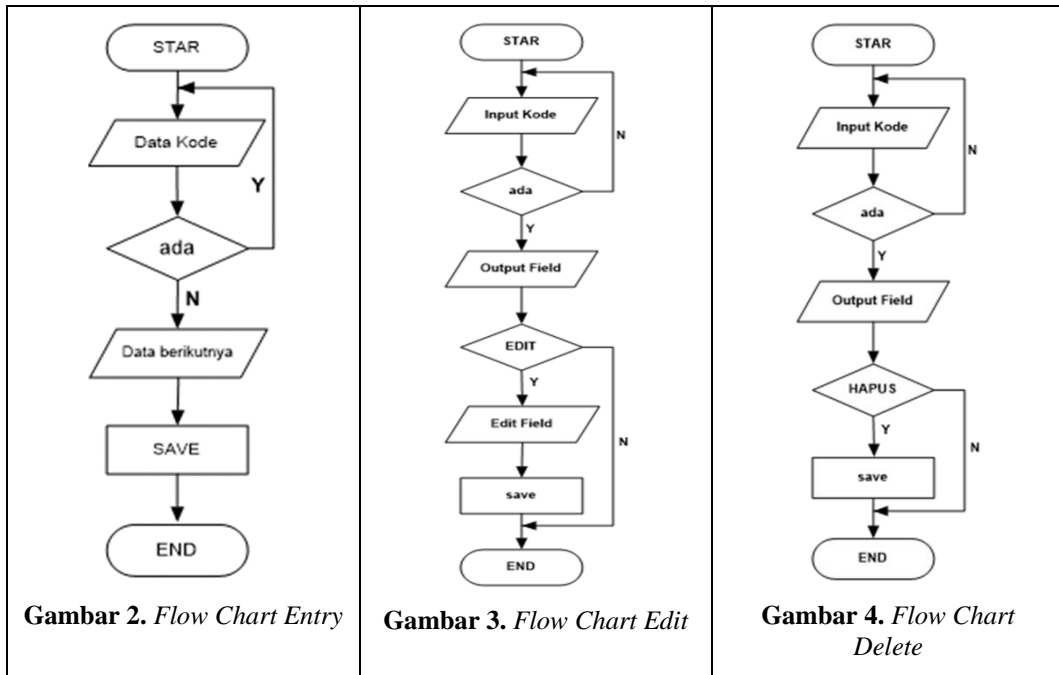 STAR
Data Kode
Y
ada
N
Data berikutnya
SAVE
END
Gambar 2. Flow Chart Entry
STAR
Input Kode
N
ada
Y
Output Field
EDIT
Y
Edit Field
N
save
END
Gambar 3. Flow Chart Edit
STAR
Input Kode
N
ada
Y
Output Field
HAPUS
Y
N
save
END
Gambar 4. Flow Chart
Delete